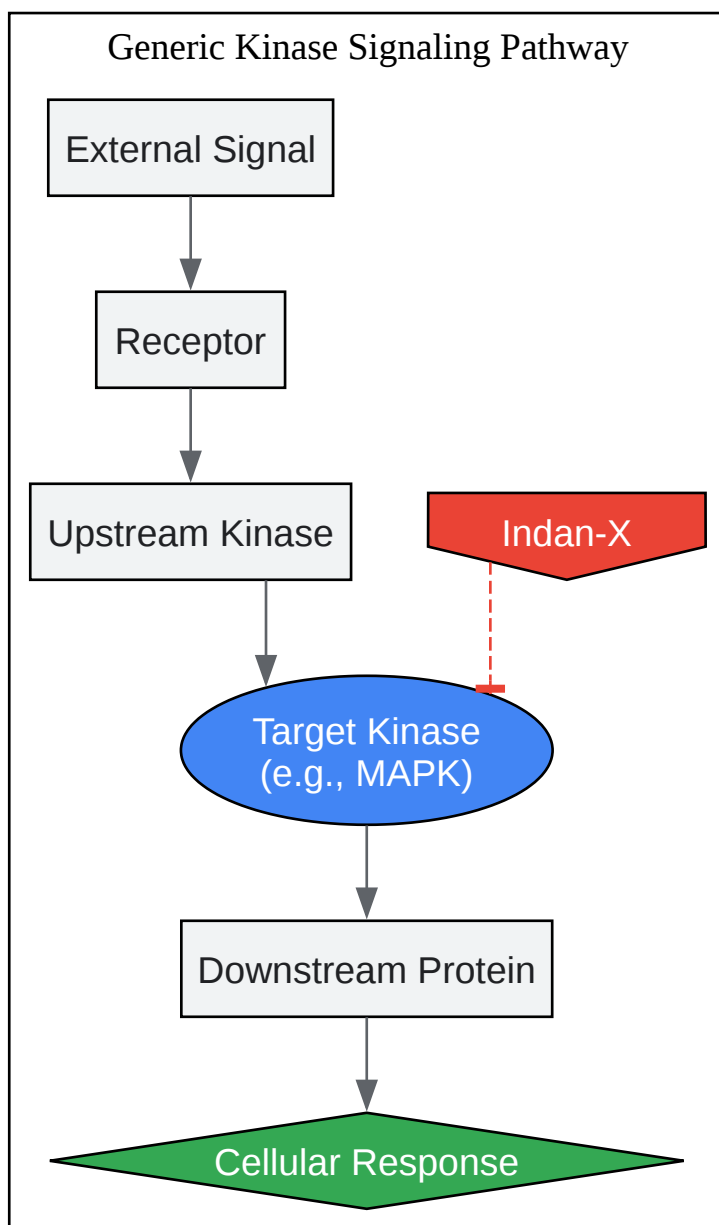 Generic Kinase Signaling Pathway
External Signal
Receptor
Upstream Kinase
Indan-X
Target Kinase
(e.g., MAPK)
Downstream Protein
Cellular Response